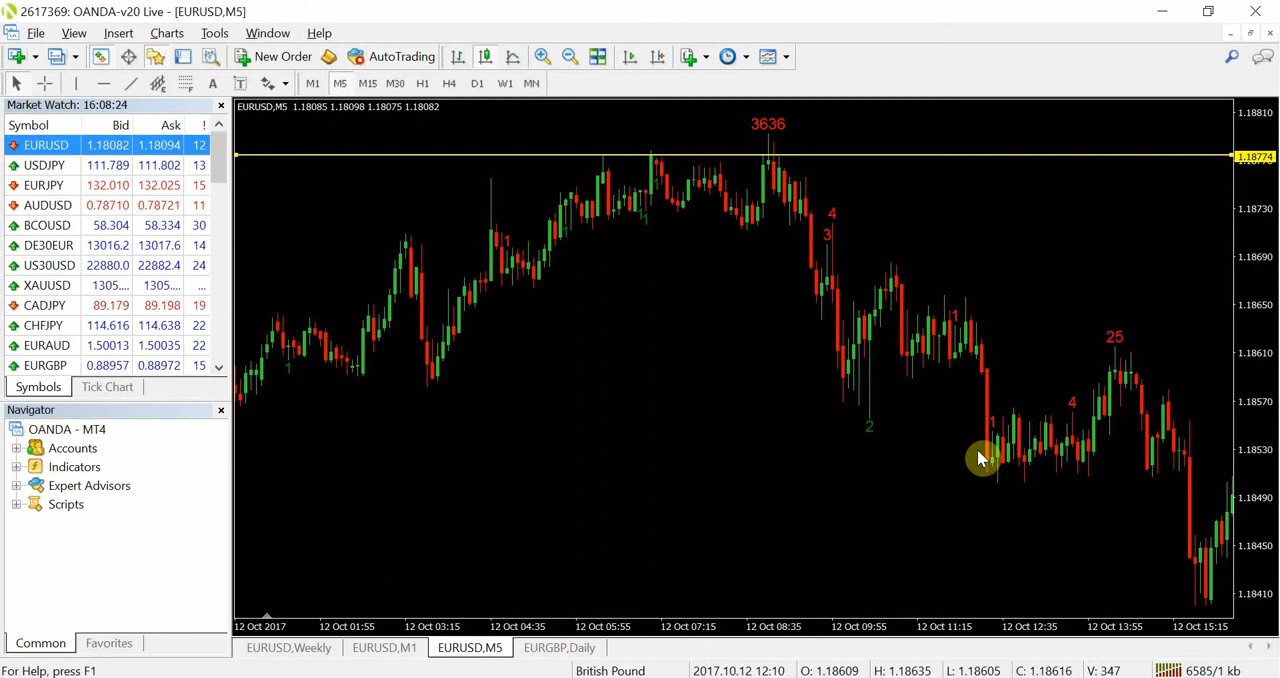 2617369: OANDA-v20 Live - [EURUSD,M5]
File View Insert Charts Tools Window Help
New Order AutoTrading
A T M1 M5 M15 M30 H1 H4 D1 W1 MN
Market Watch: 16:08:24
Symbol Bid Ask !
EURUSD 1.18082 1.18094 12
USDJPY 111.789 111.802 13
EURJPY 132.010 132.025 15
AUDUSD 0.78710 0.78721 11
BCOUSD 58.304 58.334 30
DE30EUR 13016.2 13017.6 14
US30USD 22880.0 22882.4 24
XAUUSD 1305.... 1305.... ...
CADJPY 89.179 89.198 19
CHFJPY 114.616 114.638 22
EURAUD 1.50013 1.50035 22
EURGBP 0.88957 0.88972 15
Symbols Tick Chart
Navigator
OANDA - MT4
Accounts
Indicators
Expert Advisors
Scripts
Common Favorites
EURUSD,M5 1.18085 1.18098 1.18075 1.18082
3636
4
3
1
1
1
11
1
1
2
1
1
4
25
1.18810
1.18774
1.18730
1.18690
1.18650
1.18610
1.18570
1.18530
1.18490
1.18450
1.18410
12 Oct 2017 12 Oct 01:55 12 Oct 03:15 12 Oct 04:35 12 Oct 05:55 12 Oct 07:15 12 Oct 08:35 12 Oct 09:55 12 Oct 11:15 12 Oct 12:35 12 Oct 13:55 12 Oct 15:15
EURUSD,Weekly EURUSD,M1 EURUSD,M5 EURGBP,Daily
For Help, press F1 British Pound 2017.10.12 12:10 O: 1.18609 H: 1.18635 L: 1.18605 C: 1.18616 V: 347 6585/1 kb